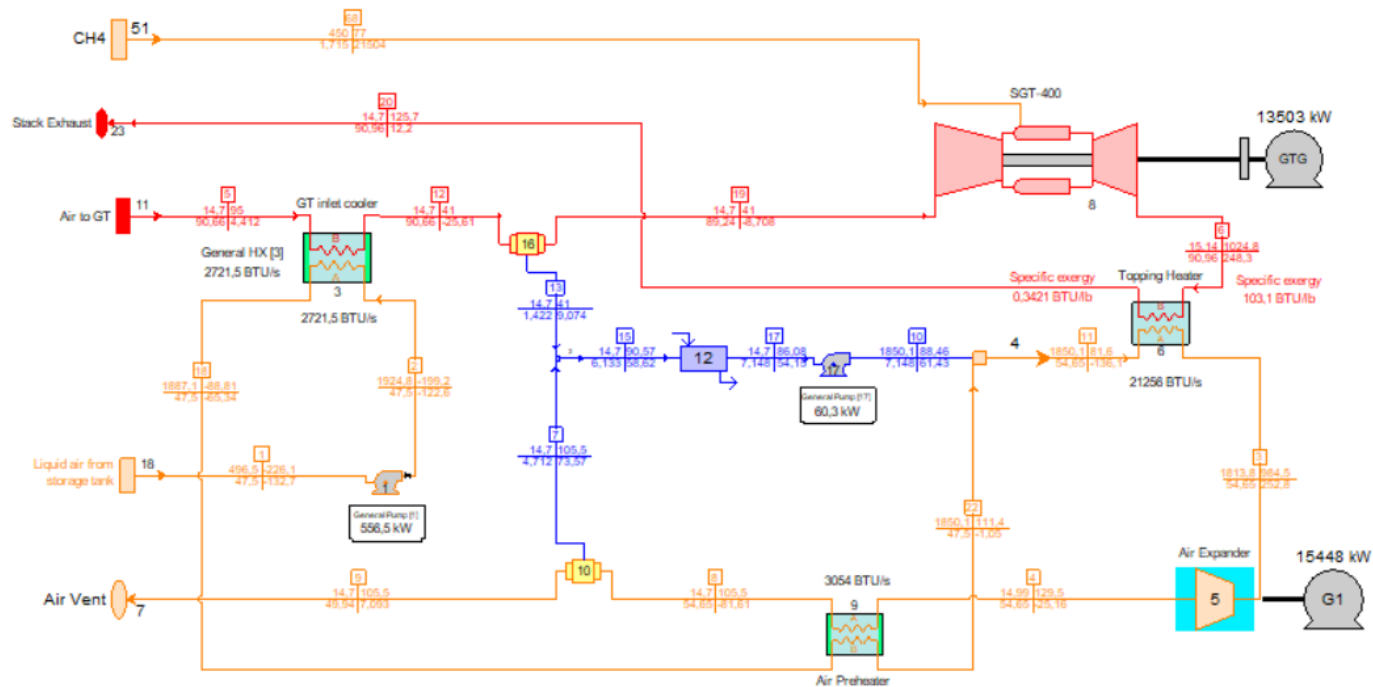 CH4
51
68
450 77
1,715 21504
SGT-400
13503 kW
GTG
8
Stack Exhaust
23
20
14,7 125,7
90,96 12,2
Air to GT
11
5
14,7 95
90,66 4,412
GT inlet cooler
12
14,7 41
90,66 -25,61
16
19
14,7 41
89,24 -8,708
6
15,14 1024,8
90,96 248,3
General HX [3]
2721,5 BTU/s
B
A
3
2721,5 BTU/s
Specific exergy
0,3421 BTU/lb
Topping Heater
Specific exergy
103,1 BTU/lb
B
A
6
21256 BTU/s
13
14,7 41
1,422 9,074
15
14,7 90,57
6,133 58,62
12
17
14,7 86,08
7,148 54,13
17
10
1850,1 88,46
7,148 61,43
4
11
1850,1 81,6
54,65 -136,1
General Pump [17]
60,3 kW
18
1887,1 -88,81
47,5 -65,34
2
1924,8 -199,2
47,5 -122,6
7
14,7 105,5
4,712 73,57
Liquid air from
storage tank
18
1
496,5 -226,1
47,5 -132,7
1
General Pump [1]
556,5 kW
3
1813,8 984,5
54,65 252,8
22
1850,1 111,4
47,5 -1,05
Air Vent
7
9
14,7 105,5
49,94 7,093
10
8
14,7 105,5
54,65 -81,61
3054 BTU/s
9
Air Preheater
4
14,99 129,5
54,65 -25,16
Air Expander
5
15448 kW
G1